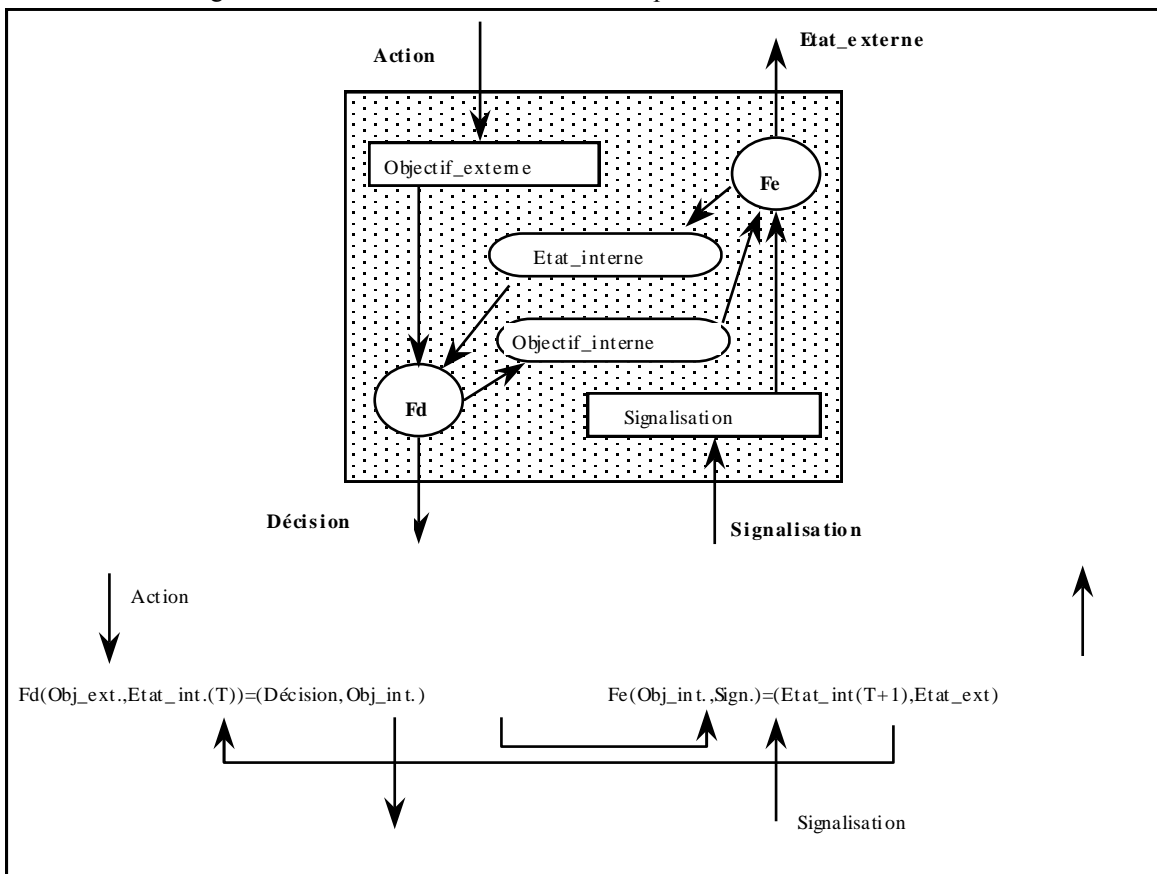 Etat_externe
Action
Objectif_externe
Fe
Etat_interne
Objectif_interne
Fd
Signalisation
Décision
Signalisation
Action
Fd(Obj_ext.,Etat_int.(T))=(Décision,Obj_int.)
Fe(Obj_int.,Sign.)=(Etat_int(T+1),Etat_ext)
Signalisation